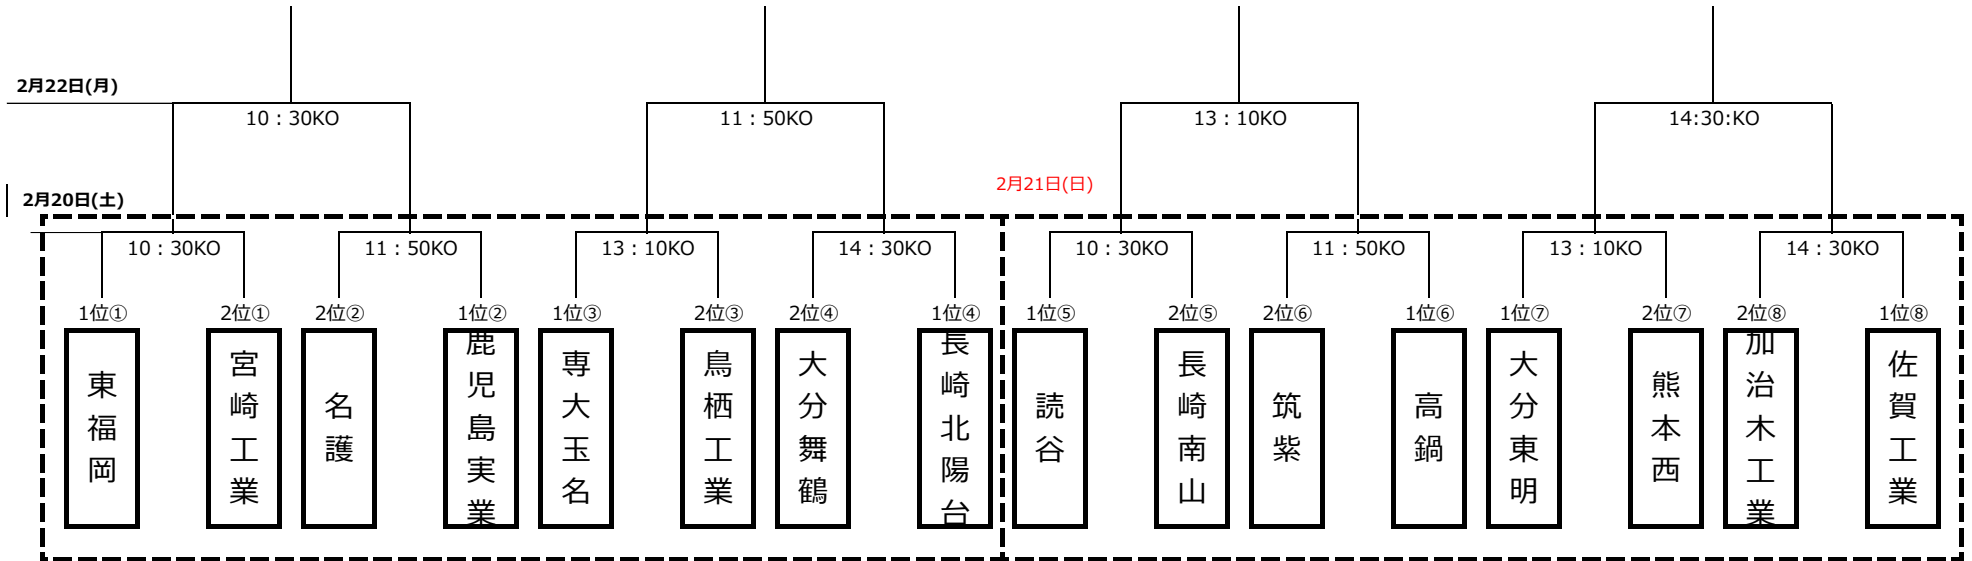 2月22日(月)
10：30KO
11：50KO
13：10KO
14:30:KO
2月21日(日)
2月20日(土)
10：30KO
11：50KO
13：10KO
14：30KO
10：30KO
11：50KO
13：10KO
14：30KO
1位①
2位①
2位②
1位②
1位③
2位③
2位④
1位④
1位⑤
2位⑤
2位⑥
1位⑥
1位⑦
2位⑦
2位⑧
1位⑧
東福岡
宮崎工業
名護
鹿児島実業
専大玉名
鳥栖工業
大分舞鶴
長崎北陽台
読谷
長崎南山
筑紫
高鍋
大分東明
熊本西
加治木工業
佐賀工業